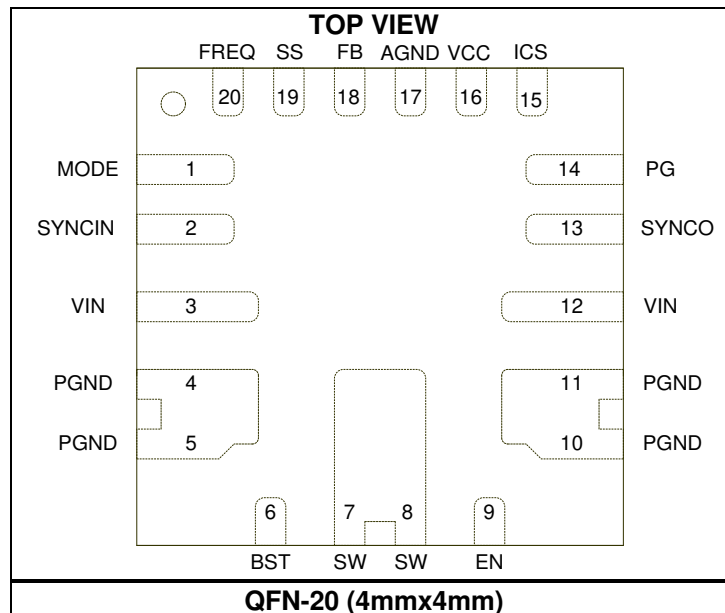 TOP VIEW
FREQ SS FB AGND VCC ICS
20 19 18 17 16 15
MODE 1 14 PG
SYNCIN 2 13 SYNCO
VIN 3 12 VIN
PGND 4 11 PGND
PGND 5 10 PGND
6 7 8 9
BST SW SW EN
QFN-20 (4mmx4mm)